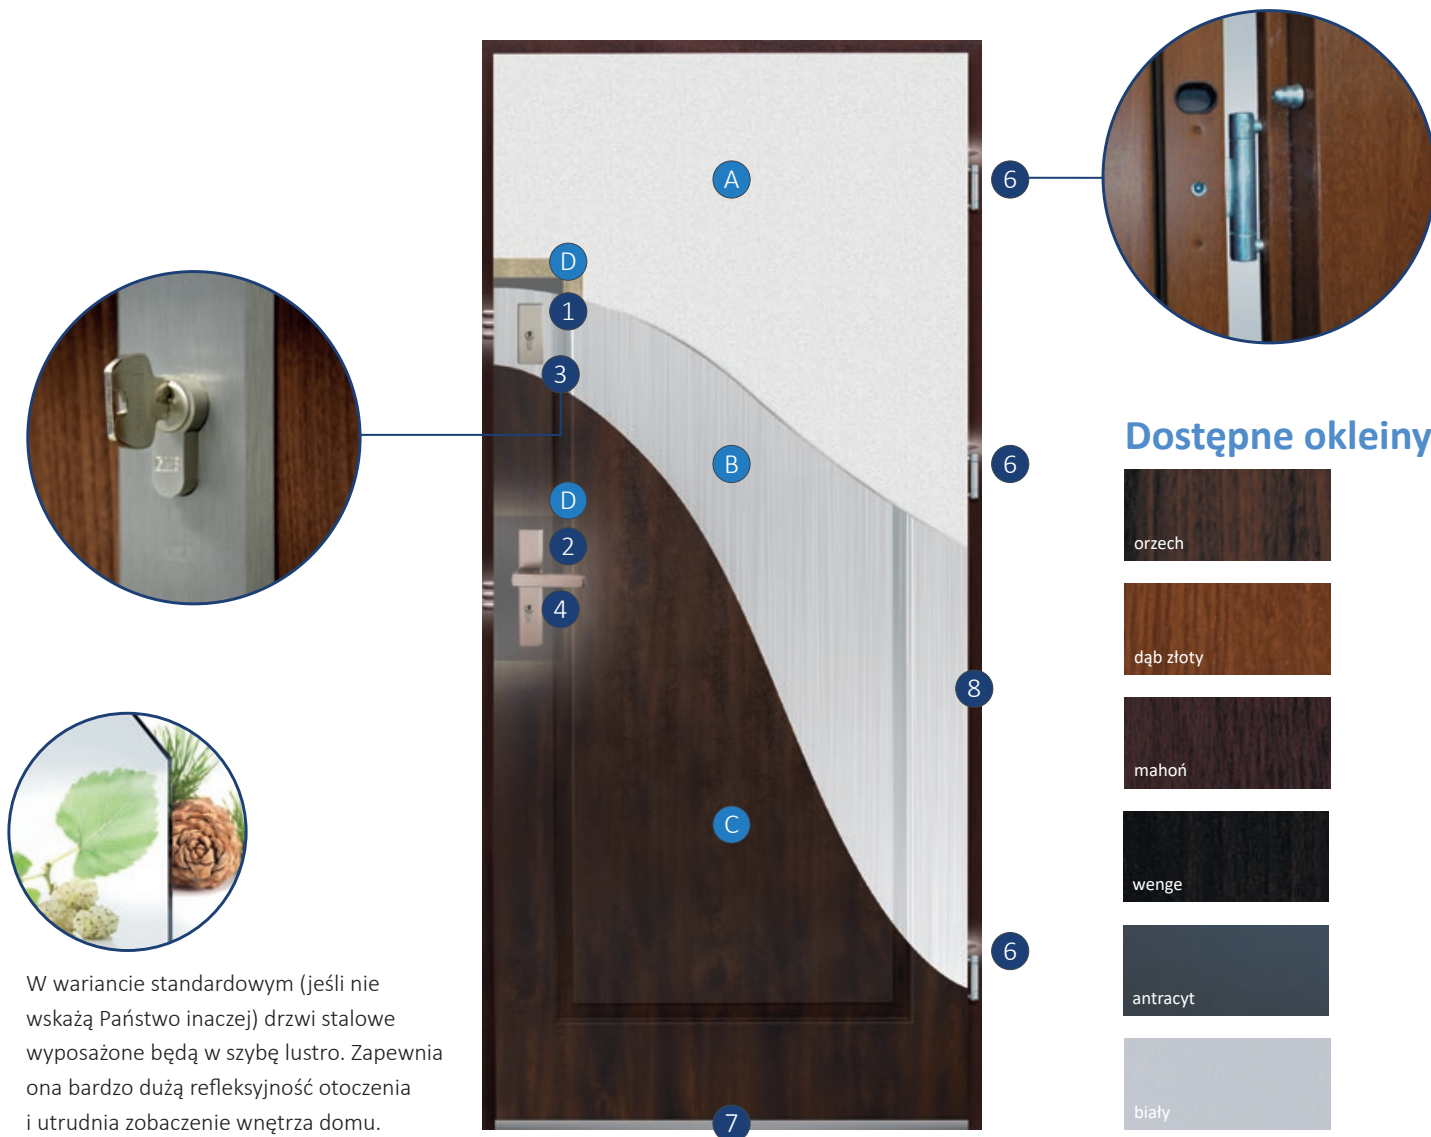 A
6
D
1
3
B
6
D
2
4
8
C
6
7
Dostępne okleiny
orzech
dąb złoty
mahoń
wenge
antracyt
biały
W wariancie standardowym (jeśli nie
wskażą Państwo inaczej) drzwi stalowe
wyposażone będą w szybę lustro. Zapewnia
ona bardzo dużą refleksyjność otoczenia
i utrudnia zobaczenie wnętrza domu.